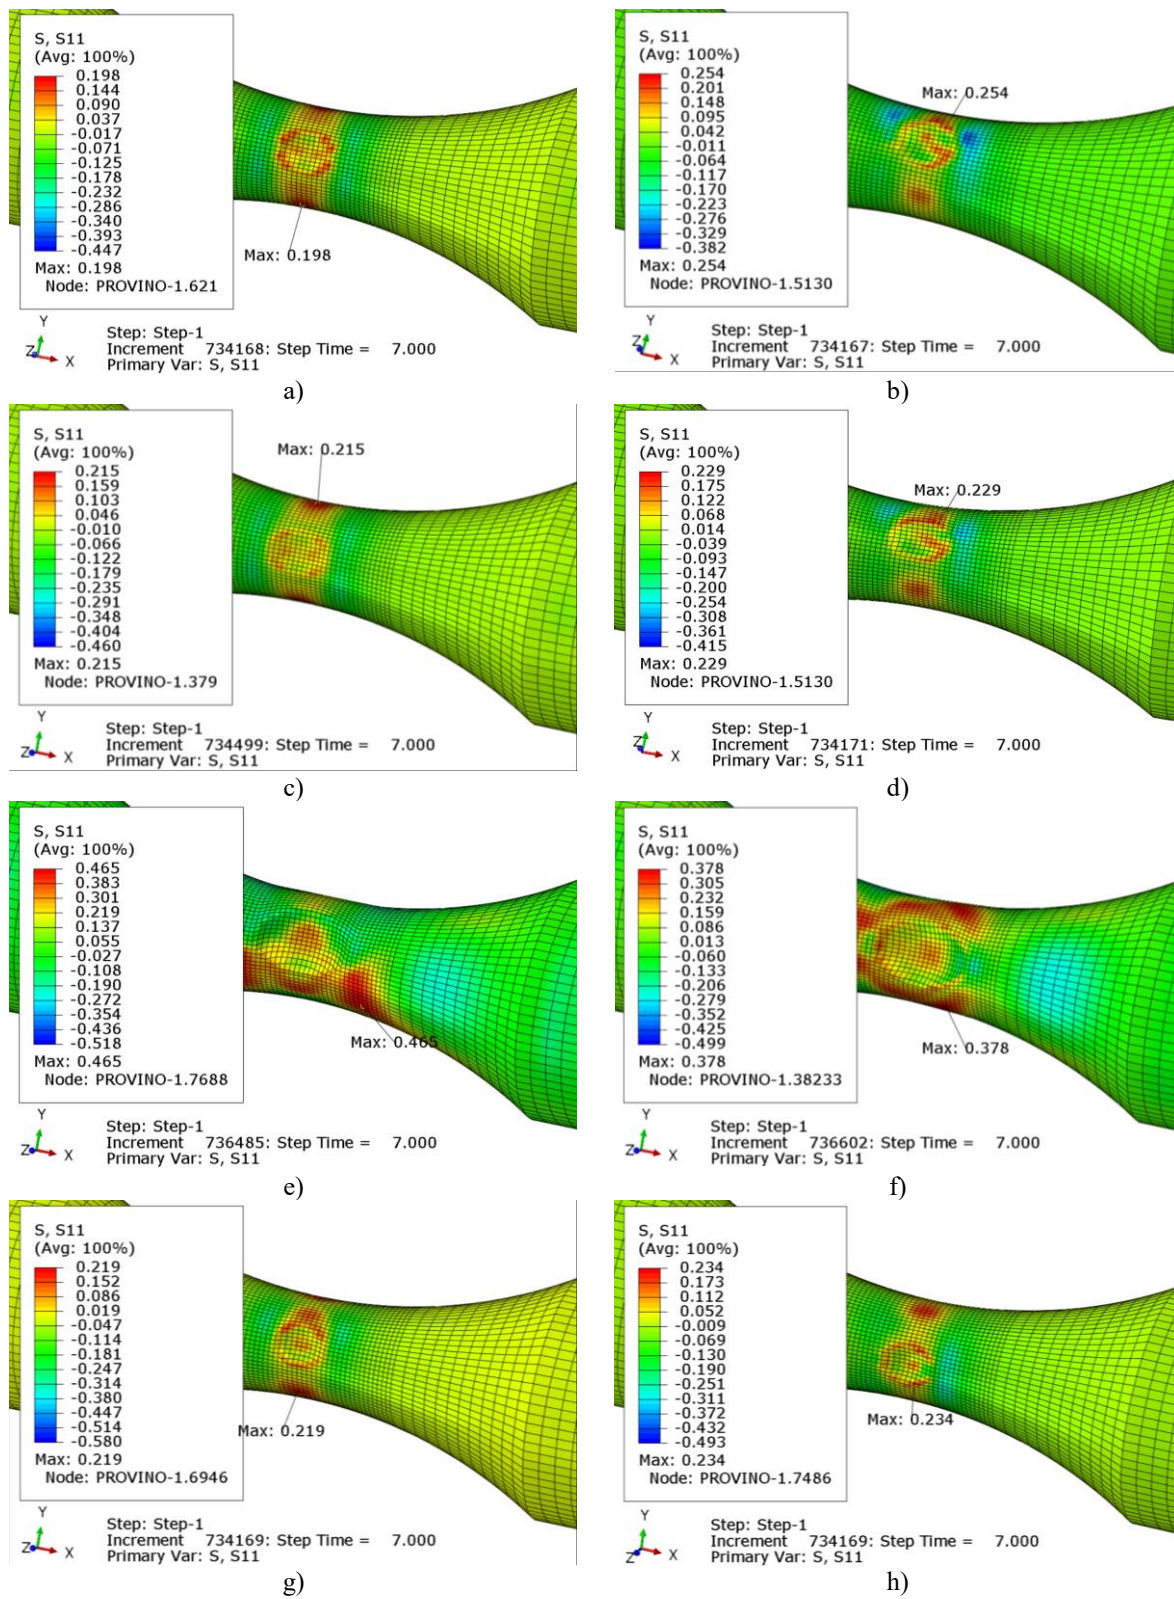 S, S11
(Avg: 100%)
0.198
0.144
0.090
0.037
-0.017
-0.071
-0.125
-0.178
-0.232
-0.286
-0.340
-0.393
-0.447
Max: 0.198
Node: PROVINO-1.621
Max: 0.198
Y
Z
X
Step: Step-1
Increment 734168: Step Time = 7.000
Primary Var: S, S11
a)
S, S11
(Avg: 100%)
0.254
0.201
0.148
0.095
0.042
-0.011
-0.064
-0.117
-0.170
-0.223
-0.276
-0.329
-0.382
Max: 0.254
Node: PROVINO-1.5130
Max: 0.254
Y
Z
X
Step: Step-1
Increment 734167: Step Time = 7.000
Primary Var: S, S11
b)
S, S11
(Avg: 100%)
0.215
0.159
0.103
0.046
-0.010
-0.066
-0.122
-0.179
-0.235
-0.291
-0.348
-0.404
-0.460
Max: 0.215
Node: PROVINO-1.379
Max: 0.215
Y
Z
X
Step: Step-1
Increment 734499: Step Time = 7.000
Primary Var: S, S11
c)
S, S11
(Avg: 100%)
0.229
0.175
0.122
0.068
0.014
-0.039
-0.093
-0.147
-0.200
-0.254
-0.308
-0.361
-0.415
Max: 0.229
Node: PROVINO-1.5130
Max: 0.229
Y
Z
X
Step: Step-1
Increment 734171: Step Time = 7.000
Primary Var: S, S11
d)
S, S11
(Avg: 100%)
0.465
0.383
0.301
0.219
0.137
0.055
-0.027
-0.108
-0.190
-0.272
-0.354
-0.436
-0.518
Max: 0.465
Node: PROVINO-1.7688
Max: 0.465
Y
Z
X
Step: Step-1
Increment 736485: Step Time = 7.000
Primary Var: S, S11
e)
S, S11
(Avg: 100%)
0.378
0.305
0.232
0.159
0.086
0.013
-0.060
-0.133
-0.206
-0.279
-0.352
-0.425
-0.499
Max: 0.378
Node: PROVINO-1.38233
Max: 0.378
Y
Z
X
Step: Step-1
Increment 736602: Step Time = 7.000
Primary Var: S, S11
f)
S, S11
(Avg: 100%)
0.219
0.152
0.086
0.019
-0.047
-0.114
-0.181
-0.247
-0.314
-0.380
-0.447
-0.514
-0.580
Max: 0.219
Node: PROVINO-1.6946
Max: 0.219
Y
Z
X
Step: Step-1
Increment 734169: Step Time = 7.000
Primary Var: S, S11
g)
S, S11
(Avg: 100%)
0.234
0.173
0.112
0.052
-0.009
-0.069
-0.130
-0.190
-0.251
-0.311
-0.372
-0.432
-0.493
Max: 0.234
Node: PROVINO-1.7486
Max: 0.234
Y
Z
X
Step: Step-1
Increment 734169: Step Time = 7.000
Primary Var: S, S11
h)